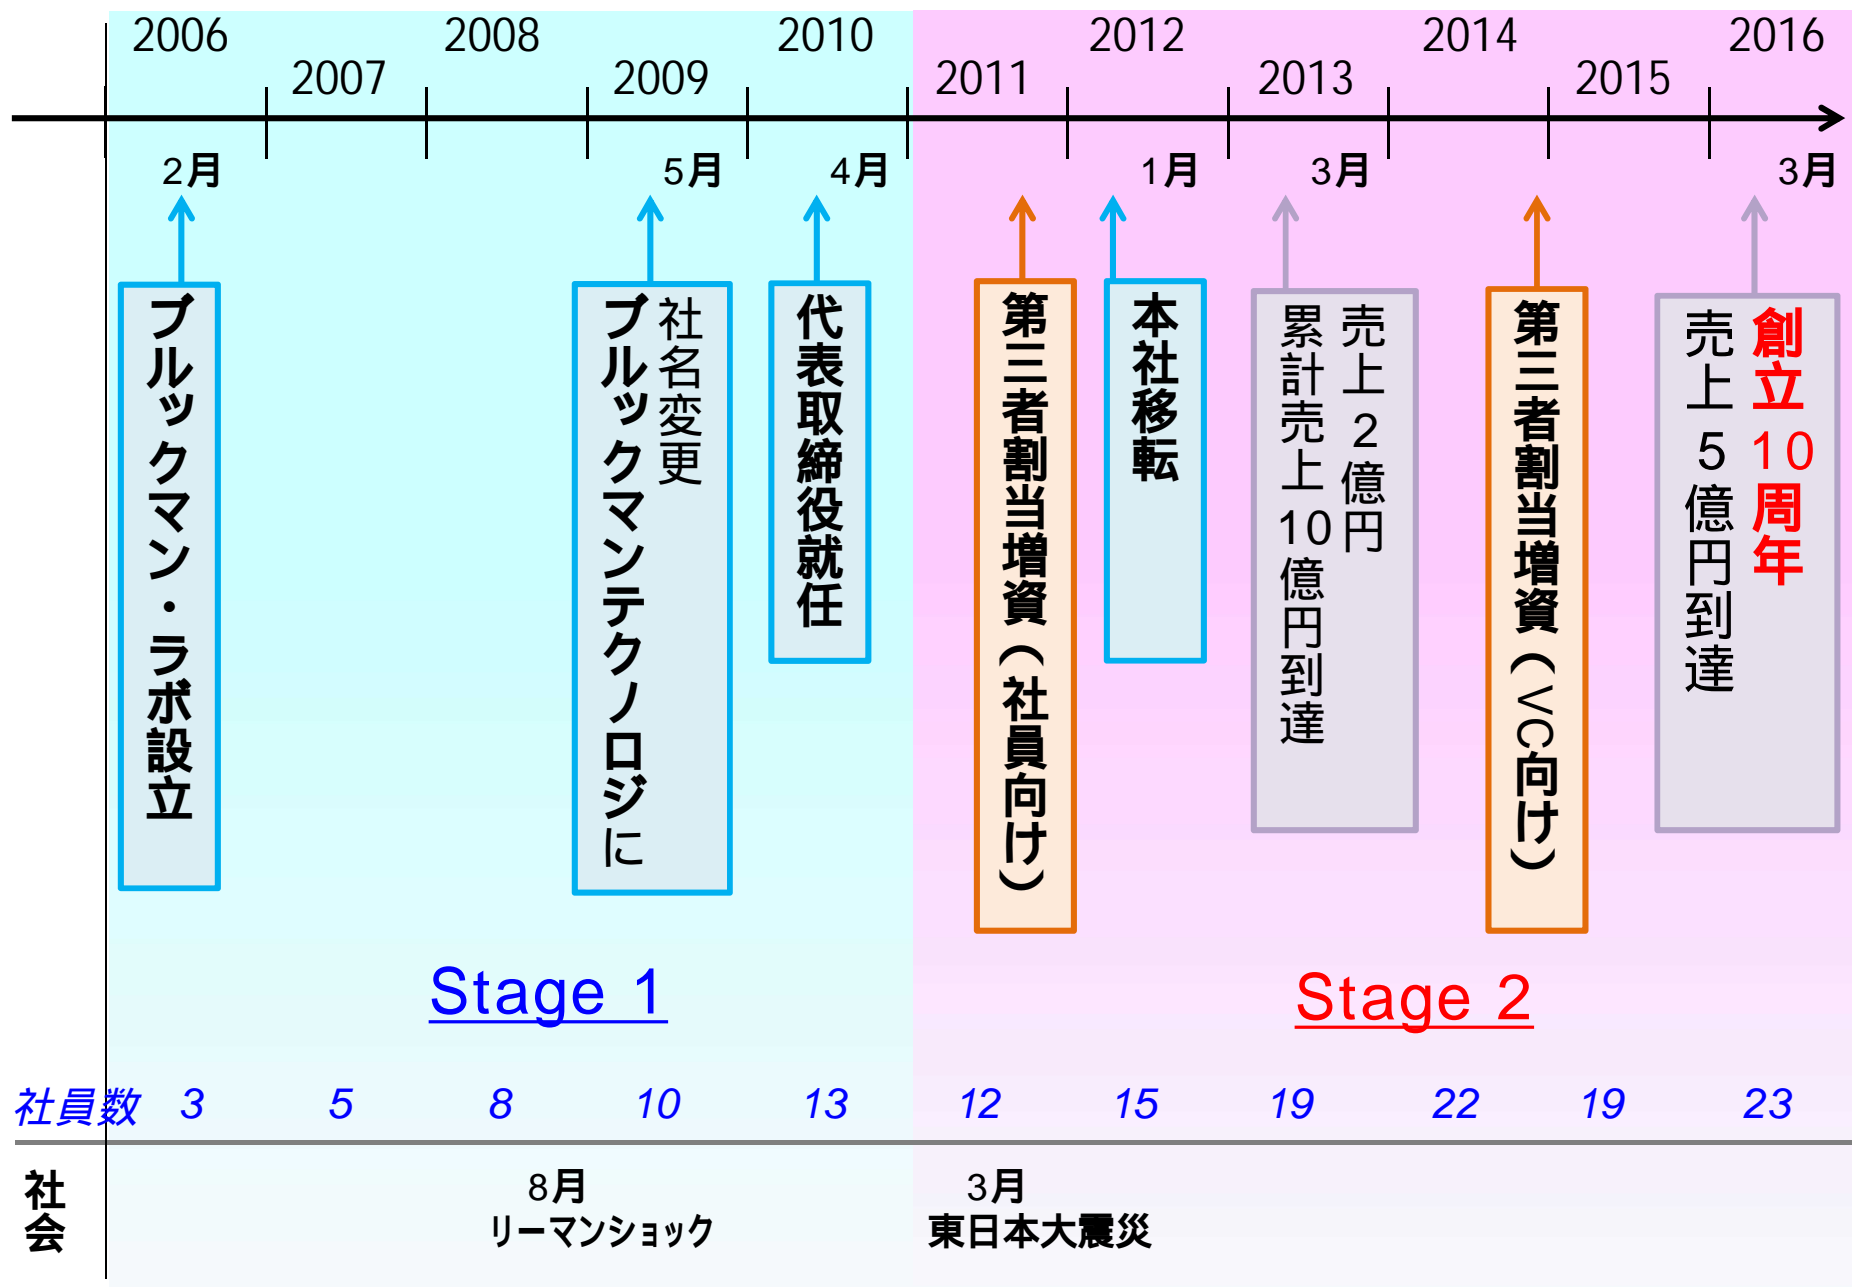 2006
2007
2008
2009
2010
2011
2012
2013
2014
2015
2016
2月
5月
4月
1月
3月
3月
ブルックマン・ラボ設立
社名変更
ブルックマンテクノロジに
代表取締役就任
第三者割当増資(社員向け)
本社移転
売上2億円
累計売上10億円到達
第三者割当増資(VC向け)
創立10周年
売上5億円到達
Stage 1
Stage 2
社員数 3 5 8 10 13 12 15 19 22 19 23
社会
8月
リーマンショック
3月
東日本大震災